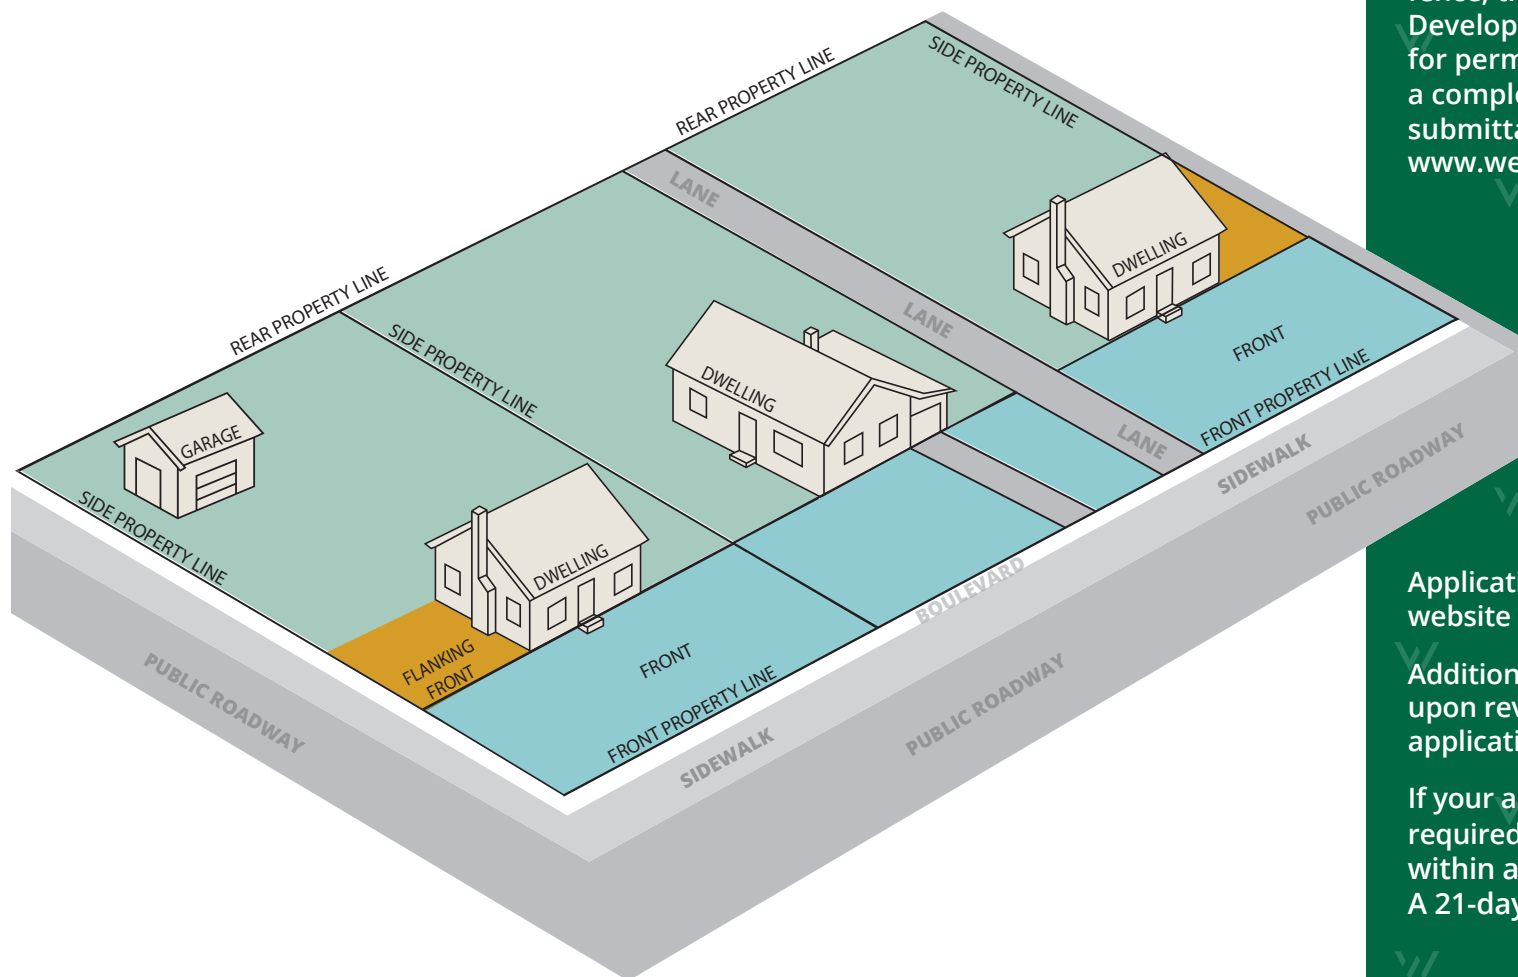 REAR PROPERTY LINE
SIDE PROPERTY LINE
LANE
DWELLING
REAR PROPERTY LINE
SIDE PROPERTY LINE
LANE
FRONT
FRONT PROPERTY LINE
DWELLING
LANE
GARAGE
SIDEWALK
PUBLIC ROADWAY
SIDE PROPERTY LINE
DWELLING
BOULEVARD
FLANKING
FRONT
FRONT
FRONT PROPERTY LINE
PUBLIC ROADWAY
SIDEWALK
PUBLIC ROADWAY
Develop
for perm
a comple
submitta
www.we
Applicati
website
Addition
upon rev
applicati
If your a
required
within a
A 21-day